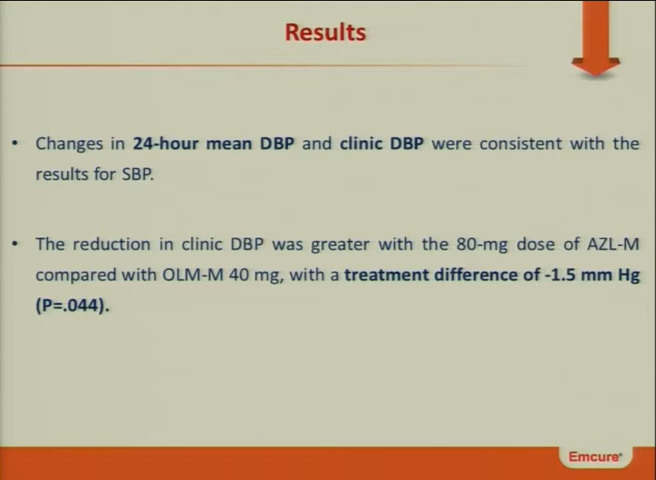 Results
• Changes in 24-hour mean DBP and clinic DBP were consistent with the
results for SBP.
• The reduction in clinic DBP was greater with the 80-mg dose of AZL-M
compared with OLM-M 40 mg, with a treatment difference of -1.5 mm Hg
(P=.044).
Emcure®